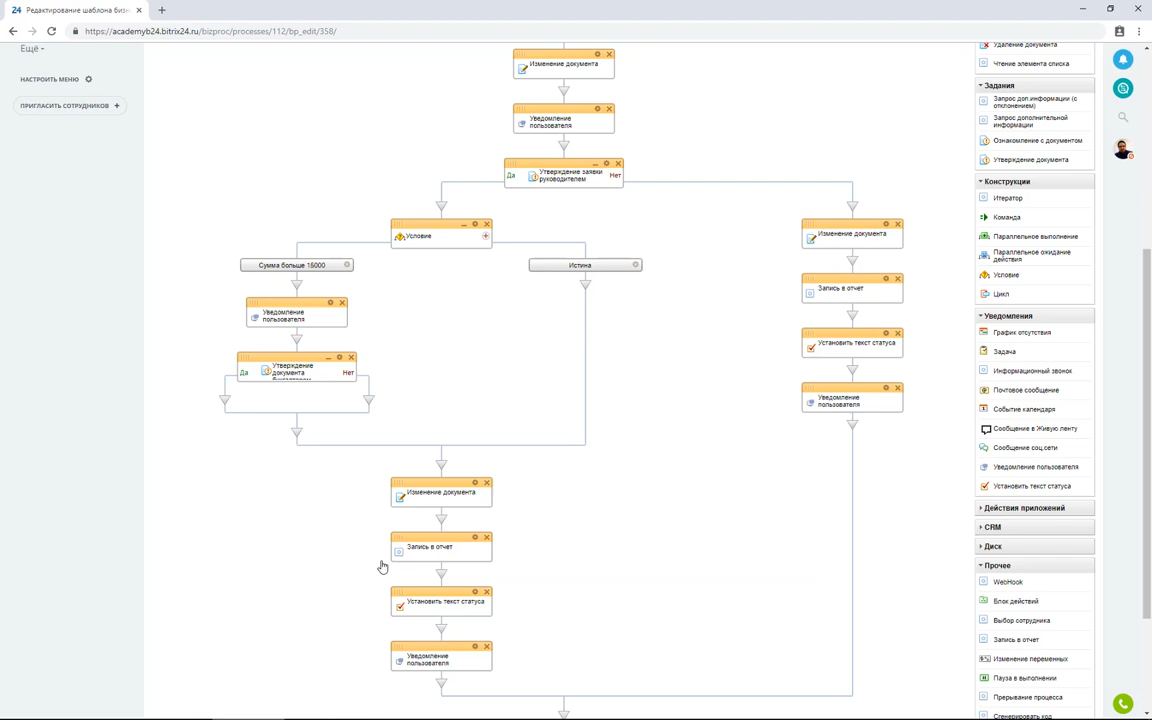 24 Редактирование шаблона бизн
https://academyb24.bitrix24.ru/bizproc/processes/112/bp_edit/358/
Ещё
НАСТРОИТЬ МЕНЮ
ПРИГЛАСИТЬ СОТРУДНИКОВ +
Изменение документа
Уведомление
пользователя
Да
Утверждение заявки
руководителем
Нет
Условие
Сумма больше 15000
Истина
Уведомление
пользователя
Да
Утверждение
документа
бухгалтером
Нет
Изменение документа
Запись в отчет
Установить текст статуса
Уведомление
пользователя
Изменение документа
Запись в отчет
Установить текст статуса
Уведомление
пользователя
Удаление документа
Чтение элемента списка
Задания
Запрос доп.информации (с
отклонением)
Запрос дополнительной
информации
Ознакомление с документом
Утверждение документа
Конструкции
Итератор
Команда
Параллельное выполнение
Параллельное ожидание
действия
Условие
Цикл
Уведомления
График отсутствия
Задача
Информационный звонок
Почтовое сообщение
Событие календаря
Сообщение в Живую ленту
Сообщение соц.сети
Уведомление пользователя
Установить текст статуса
Действия приложений
CRM
Диск
Прочее
WebHook
Блок действий
Выбор сотрудника
Запись в отчет
Изменение переменных
Пауза в выполнении
Прерывание процесса
Сгенерировать код